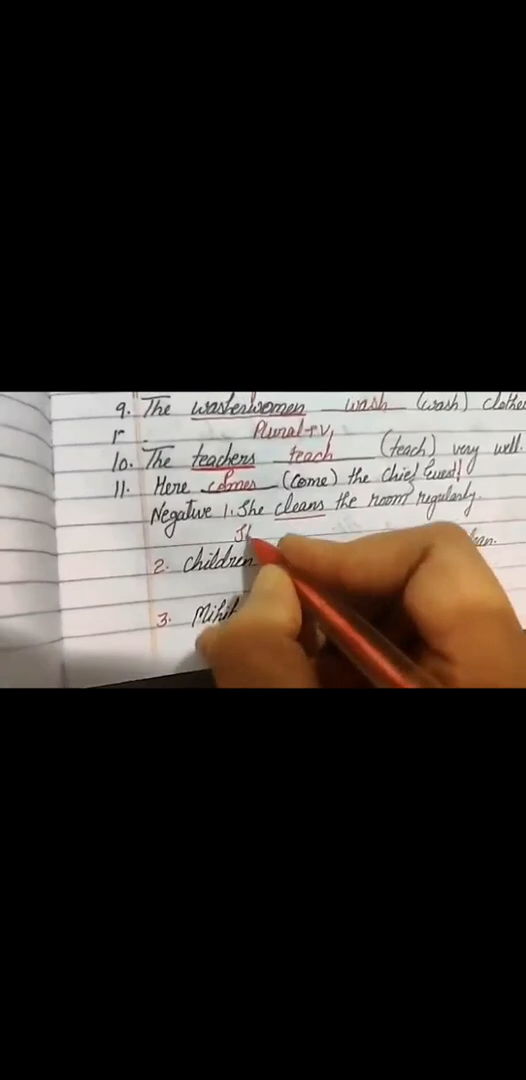 9. The washerwomen wash (wash) clothes
r -
Plural + V1
10. The teachers teach (teach) very well.
11. Here comes (come) the Chief Guest!
Negative 1. She cleans the room regularly.
2. Children
3. Mihi